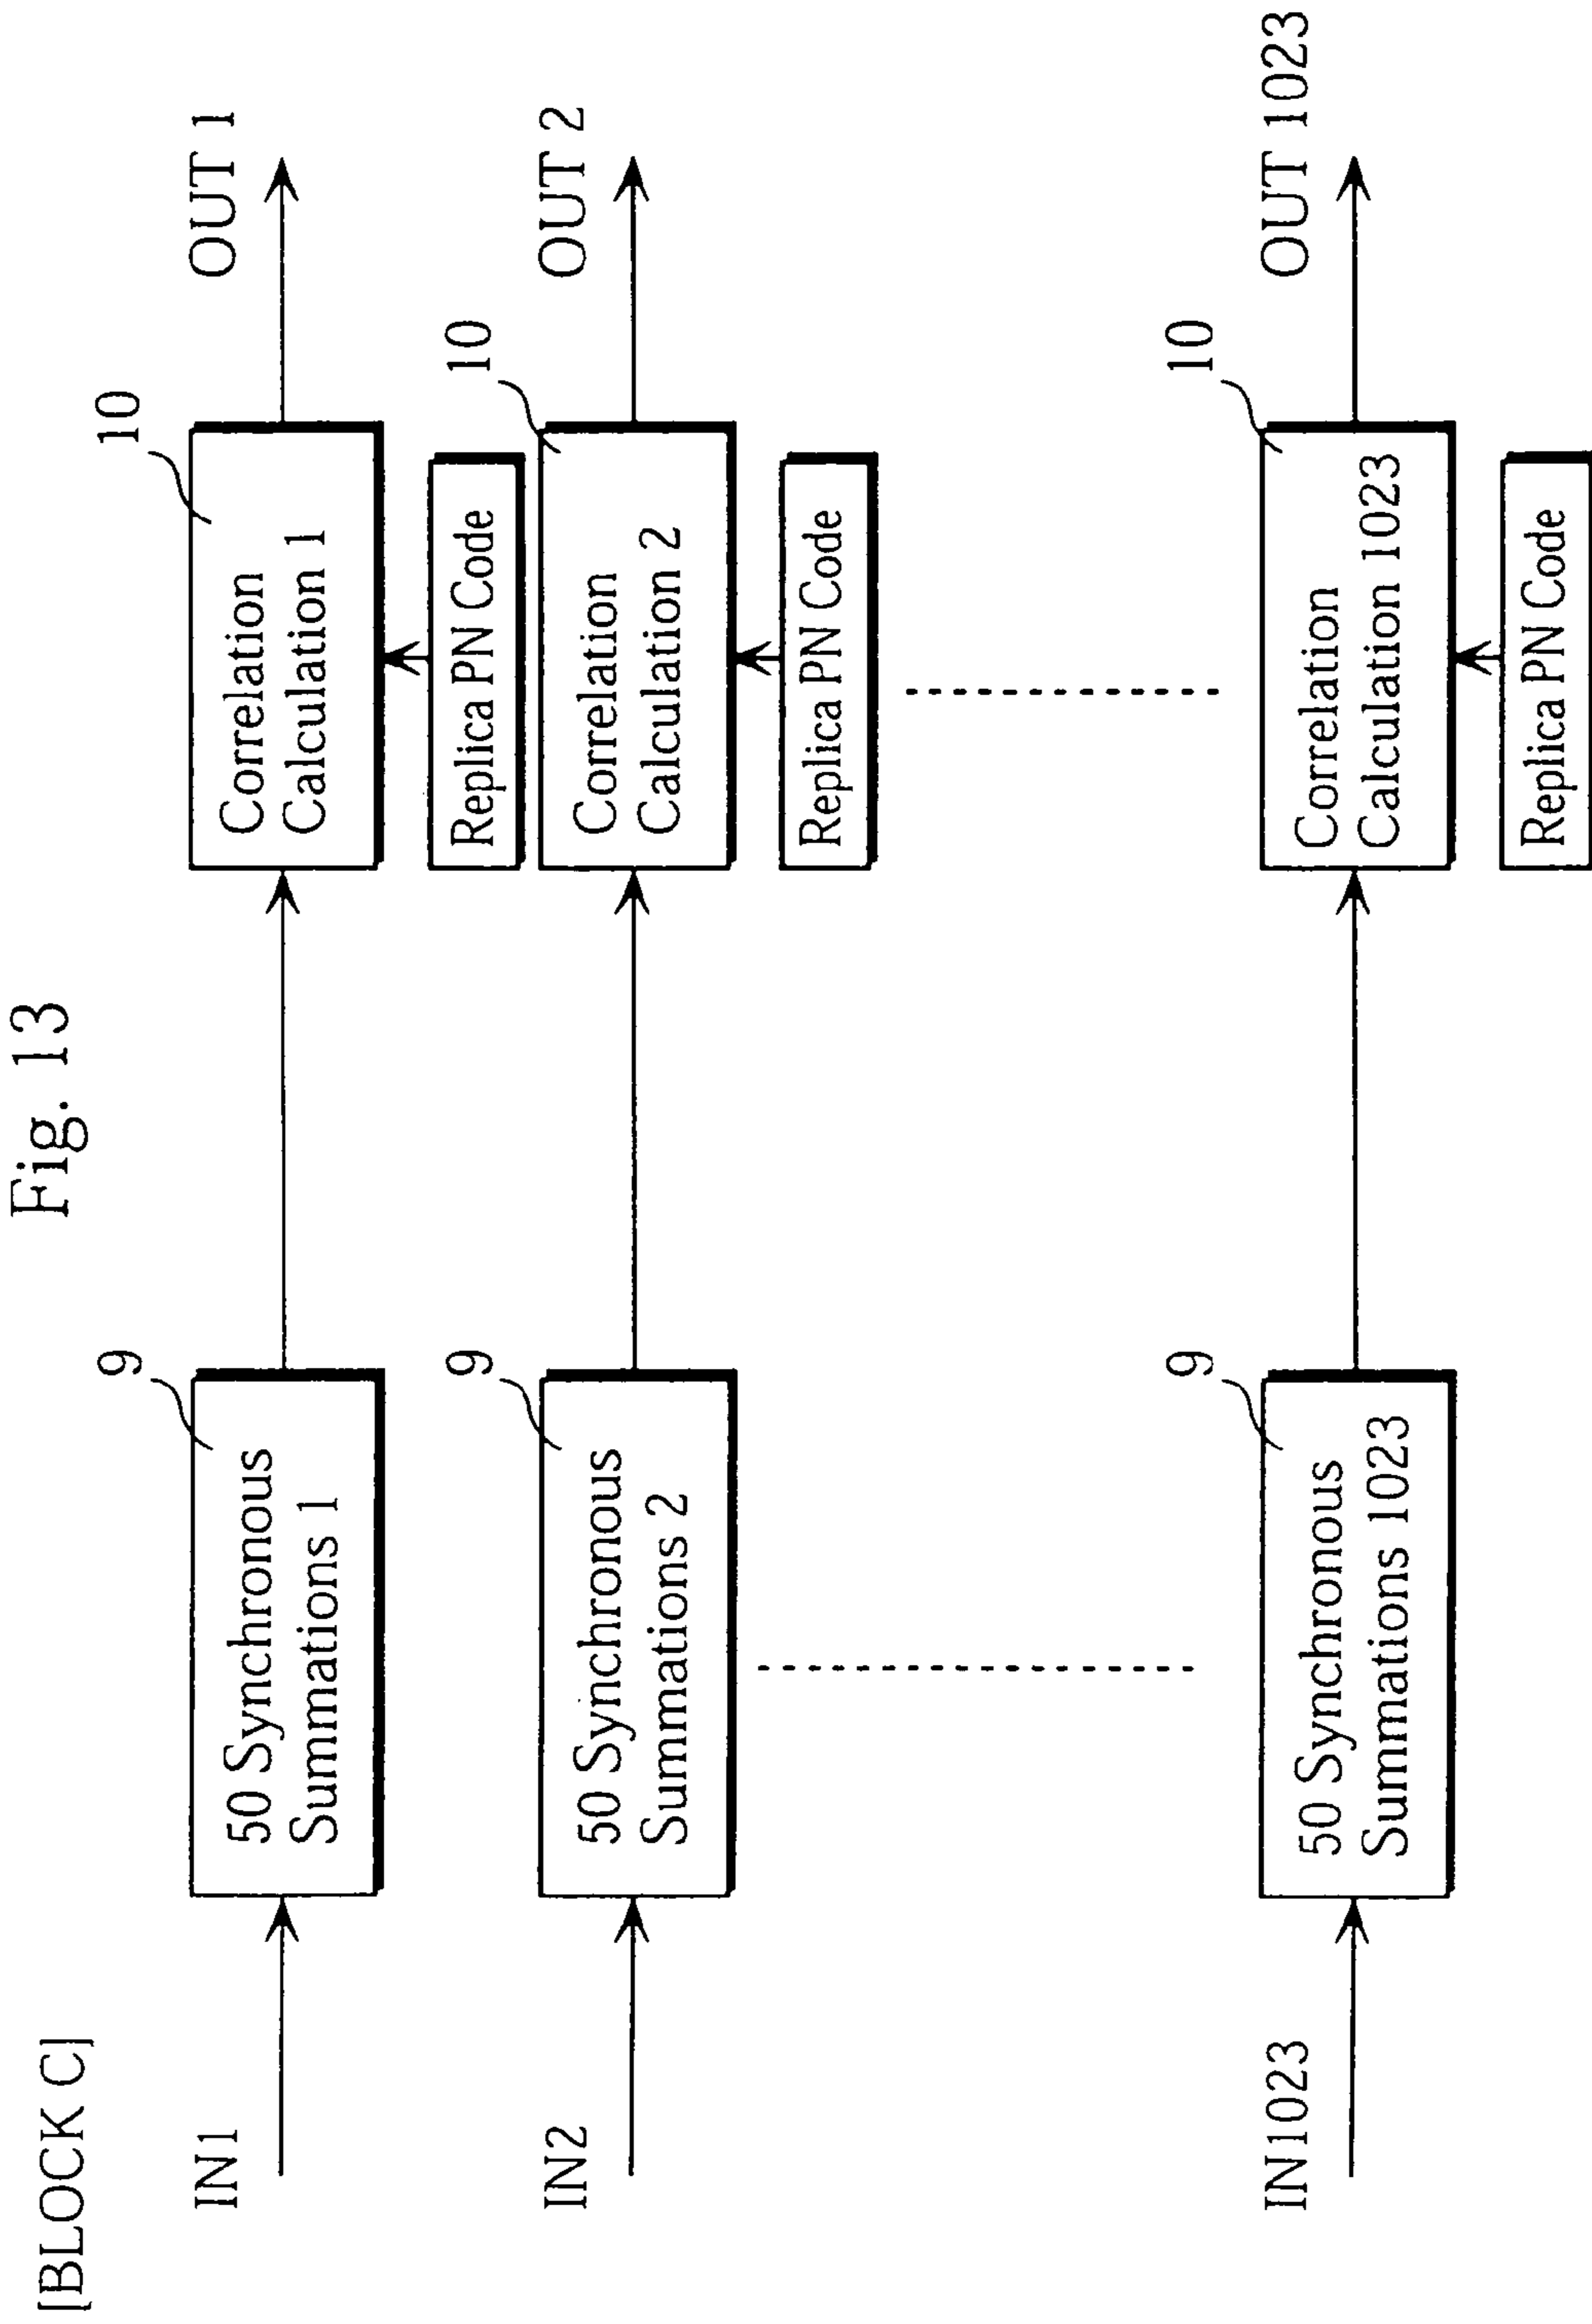 Fig. 13
[BLOCK C]
IN1
9
50 Synchronous
Summations 1
10
Correlation
Calculation 1
OUT 1
Replica PN Code
IN2
9
50 Synchronous
Summations 2
10
Correlation
Calculation 2
OUT 2
Replica PN Code
IN1023
9
50 Synchronous
Summations 1023
10
Correlation
Calculation 1023
OUT 1023
Replica PN Code